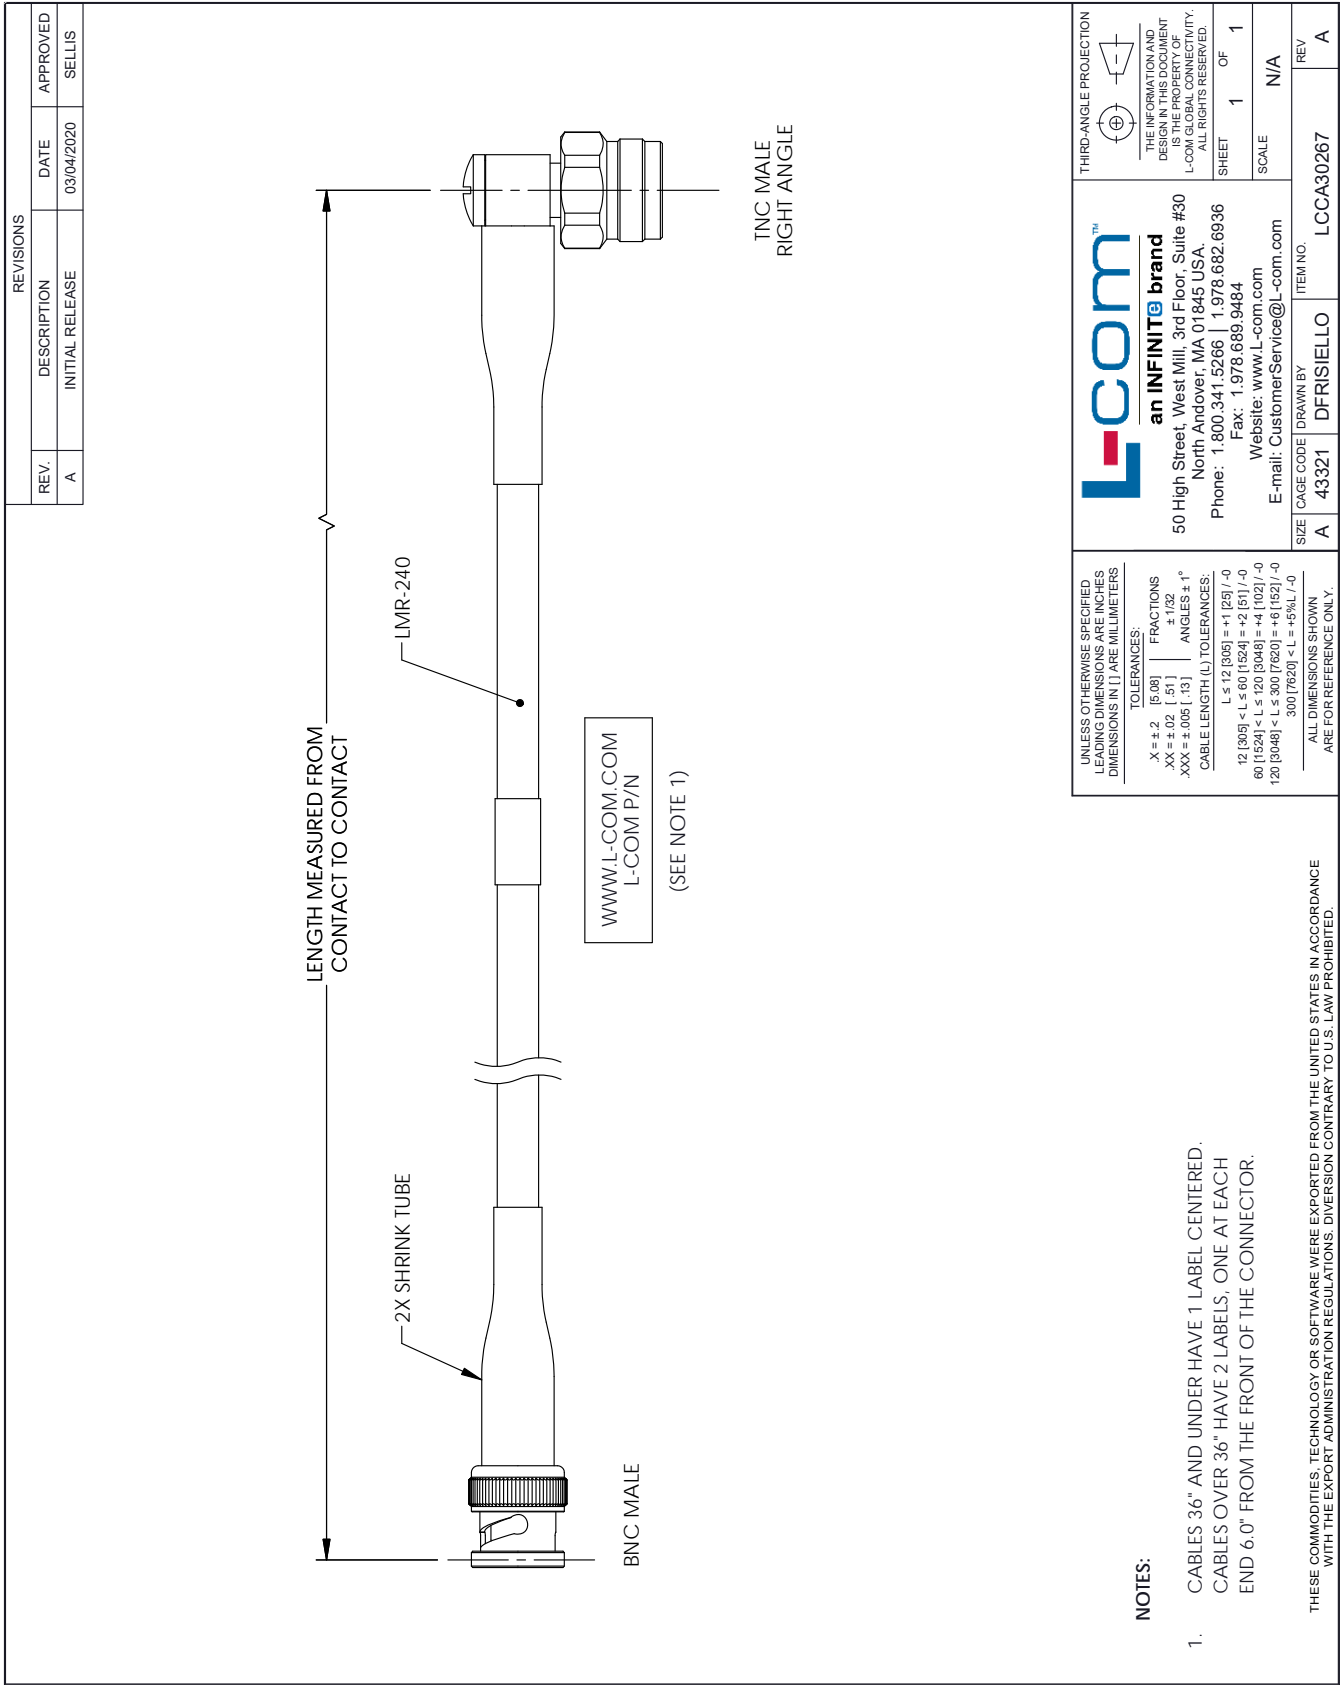 REVISIONS
REV. DESCRIPTION DATE APPROVED
A INITIAL RELEASE 03/04/2020 SELLIS
LENGTH MEASURED FROM
CONTACT TO CONTACT
2X SHRINK TUBE
LMR-240
WWW.L-COM.COM
L-COM P/N
(SEE NOTE 1)
BNC MALE
TNC MALE
RIGHT ANGLE
NOTES:
1. CABLES 36" AND UNDER HAVE 1 LABEL CENTERED.
CABLES OVER 36" HAVE 2 LABELS, ONE AT EACH
END 6.0" FROM THE FRONT OF THE CONNECTOR.
THESE COMMODITIES, TECHNOLOGY OR SOFTWARE WERE EXPORTED FROM THE UNITED STATES IN ACCORDANCE
WITH THE EXPORT ADMINISTRATION REGULATIONS. DIVERSION CONTRARY TO U.S. LAW PROHIBITED.
UNLESS OTHERWISE SPECIFIED
LEADING DIMENSIONS ARE INCHES
DIMENSIONS IN [ ] ARE MILLIMETERS
TOLERANCES:
.X = ±.2 [5.08] FRACTIONS
.XX = ±.02 [.51] ± 1/32
.XXX = ±.005 [.13] ANGLES ± 1°
CABLE LENGTH (L) TOLERANCES:
L ≤ 12 [305] = +1 [25] / -0
12 [305] < L ≤ 60 [1524] = +2 [51] / -0
60 [1524] < L ≤ 120 [3048] = +4 [102] / -0
120 [3048] < L ≤ 300 [7620] = +6 [152] / -0
300 [7620] < L = +5%L / -0
ALL DIMENSIONS SHOWN
ARE FOR REFERENCE ONLY.
L-com™
an INFINITe brand
50 High Street, West Mill, 3rd Floor, Suite #30
North Andover, MA 01845 USA.
Phone: 1.800.341.5266 | 1.978.682.6936
Fax: 1.978.689.9484
Website: www.L-com.com
E-mail: CustomerService@L-com.com
THIRD-ANGLE PROJECTION
THE INFORMATION AND
DESIGN IN THIS DOCUMENT
IS THE PROPERTY OF
L-COM GLOBAL CONNECTIVITY.
ALL RIGHTS RESERVED.
SHEET 1 OF 1
SCALE N/A
SIZE A
CAGE CODE 43321
DRAWN BY DFRISIELLO
ITEM NO. LCCA30267
REV A